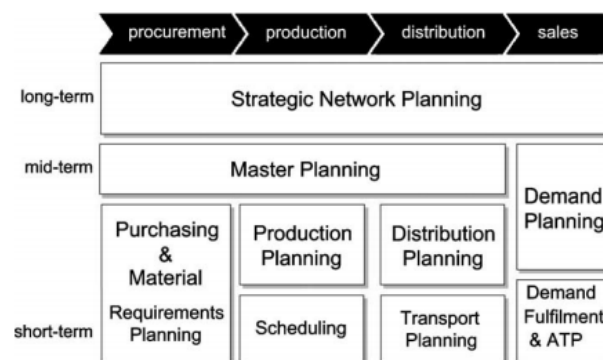 procurement production distribution sales
long-term
Strategic Network Planning
mid-term
Master Planning
Demand
Planning
Purchasing
&
Material
Requirements
Planning
Production
Planning
Distribution
Planning
short-term
Scheduling
Transport
Planning
Demand
Fulfilment
& ATP